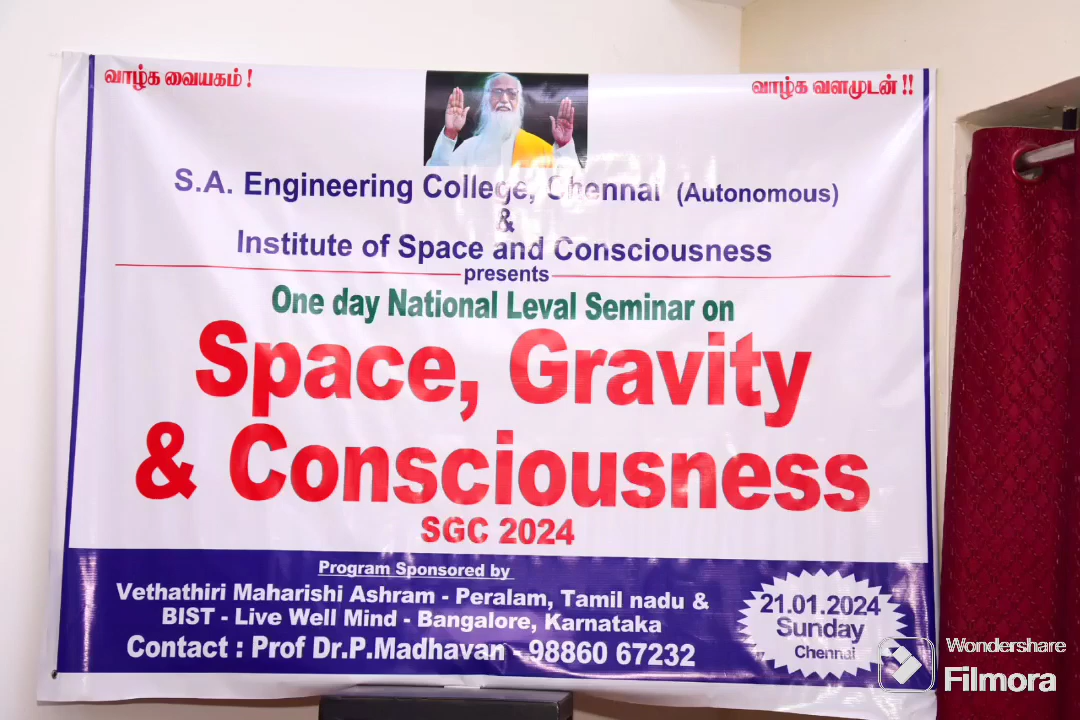 வாழ்க வையகம் !
வாழ்க வளமுடன் !!
S.A. Engineering College, Chennai (Autonomous)
&
Institute of Space and Consciousness
presents
One day National Leval Seminar on
Space, Gravity
& Consciousness
SGC 2024
Program Sponsored by
Vethathiri Maharishi Ashram - Peralam, Tamil nadu &
BIST - Live Well Mind - Bangalore, Karnataka
Contact : Prof Dr.P.Madhavan - 98860 67232
21.01.2024
Sunday
Chennai
Wondershare
Filmora